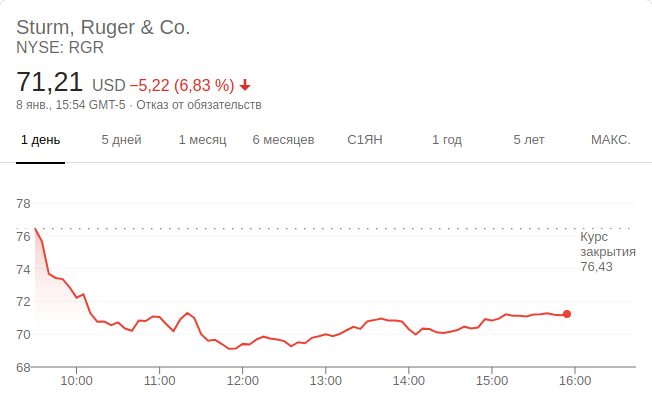 Sturm, Ruger & Co.
NYSE: RGR
71,21 USD −5,22 (6,83 %)
8 янв., 15:54 GMT-5 · Отказ от обязательств
1 день 5 дней 1 месяц 6 месяцев С1ЯН 1 год 5 лет МАКС.
78
76
74
72
70
68
Курс
закрытия
76,43
10:00 11:00 12:00 13:00 14:00 15:00 16:00